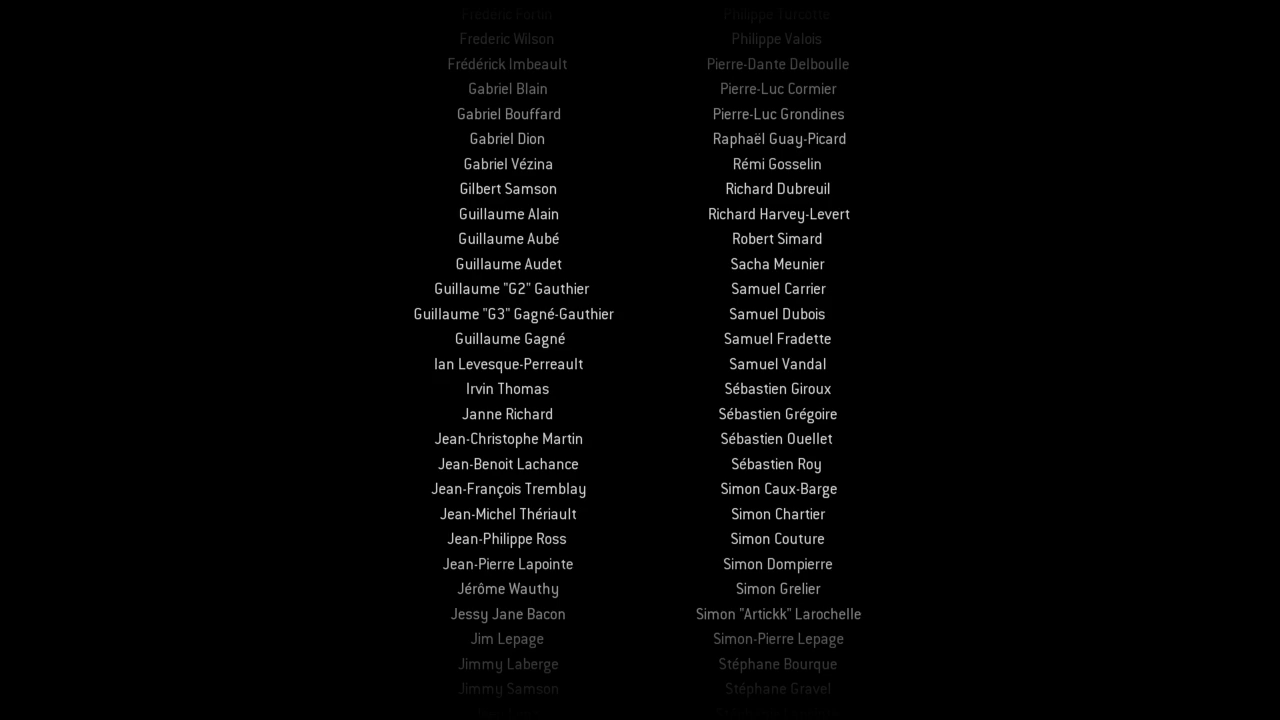 Frédéric Fortin
Frederic Wilson
Frédérick Imbeault
Gabriel Blain
Gabriel Bouffard
Gabriel Dion
Gabriel Vézina
Gilbert Samson
Guillaume Alain
Guillaume Aubé
Guillaume Audet
Guillaume "G2" Gauthier
Guillaume "G3" Gagné-Gauthier
Guillaume Gagné
Ian Levesque-Perreault
Irvin Thomas
Janne Richard
Jean-Christophe Martin
Jean-Benoit Lachance
Jean-François Tremblay
Jean-Michel Thériault
Jean-Philippe Ross
Jean-Pierre Lapointe
Jérôme Wauthy
Jessy Jane Bacon
Jim Lepage
Jimmy Laberge
Jimmy Samson
Philippe Turcotte
Philippe Valois
Pierre-Dante Delboulle
Pierre-Luc Cormier
Pierre-Luc Grondines
Raphaël Guay-Picard
Rémi Gosselin
Richard Dubreuil
Richard Harvey-Levert
Robert Simard
Sacha Meunier
Samuel Carrier
Samuel Dubois
Samuel Fradette
Samuel Vandal
Sébastien Giroux
Sébastien Grégoire
Sébastien Ouellet
Sébastien Roy
Simon Caux-Barge
Simon Chartier
Simon Couture
Simon Dompierre
Simon Grelier
Simon "Artickk" Larochelle
Simon-Pierre Lepage
Stéphane Bourque
Stéphane Gravel